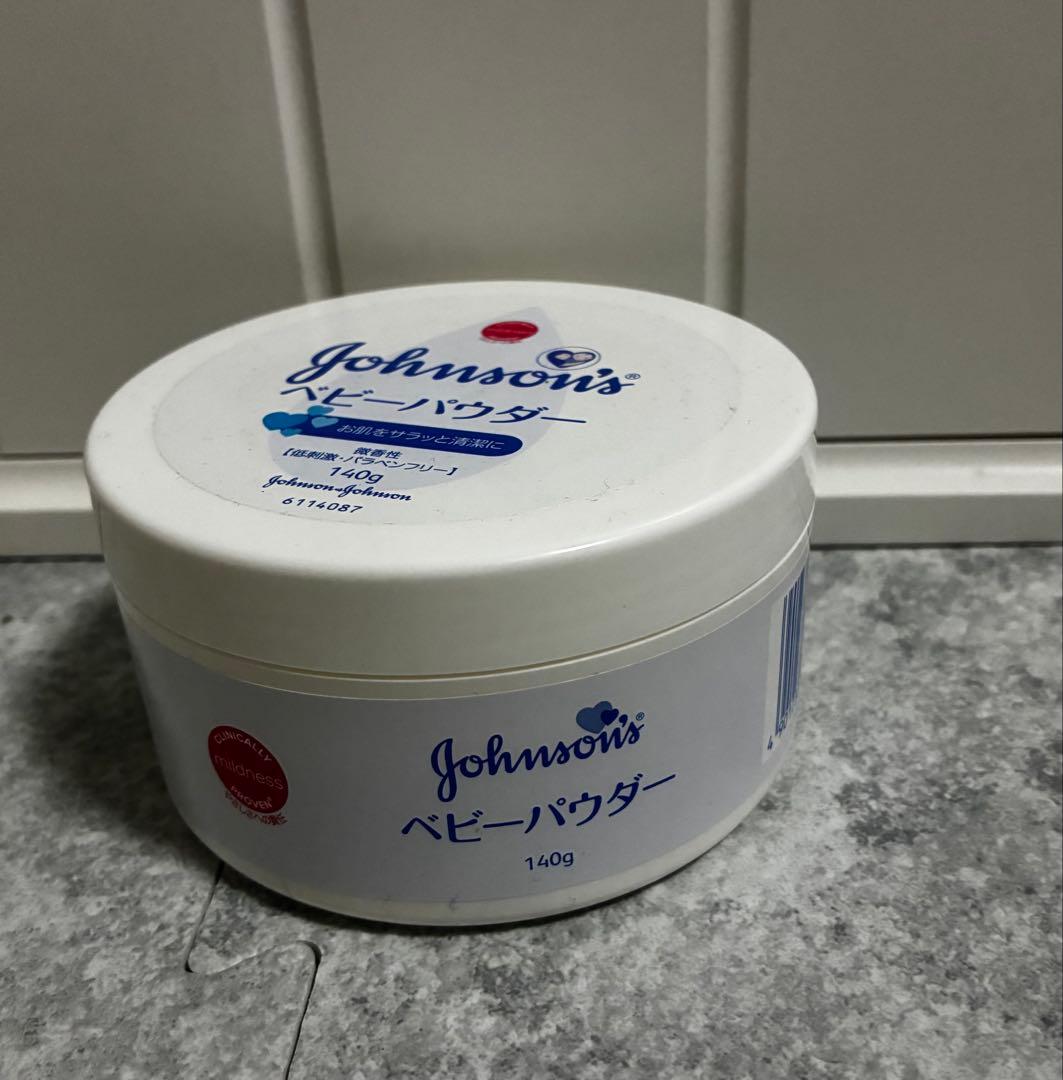 Johnson's®
ベビーパウダー
お肌をサラッと清潔に
微香性
【低刺激・パラベンフリー】
140g
Johnson & Johnson
6114087
CLINICALLY
mildness
PROVEN
Johnson's®
ベビーパウダー
140g